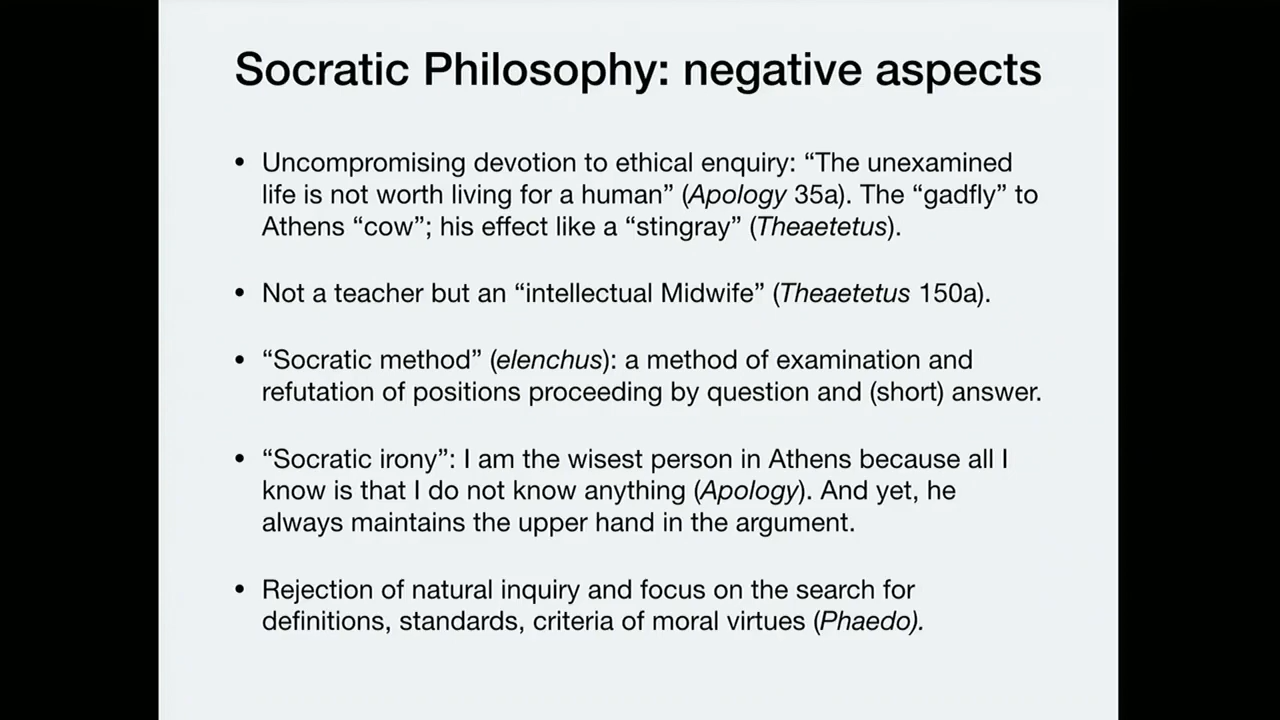 Socratic Philosophy: negative aspects
• Uncompromising devotion to ethical enquiry: “The unexamined
life is not worth living for a human” (Apology 35a). The “gadfly” to
Athens “cow”; his effect like a “stingray” (Theaetetus).
• Not a teacher but an “intellectual Midwife” (Theaetetus 150a).
• “Socratic method” (elenchus): a method of examination and
refutation of positions proceeding by question and (short) answer.
• “Socratic irony”: I am the wisest person in Athens because all I
know is that I do not know anything (Apology). And yet, he
always maintains the upper hand in the argument.
• Rejection of natural inquiry and focus on the search for
definitions, standards, criteria of moral virtues (Phaedo).